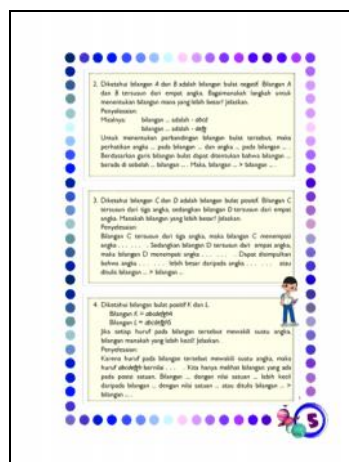 2. Diketahui bilangan A dan B adalah bilangan bulat negatif. Bilangan A
dan B tersusun dari empat angka. Bagaimanakah langkah untuk
menentukan bilangan mana yang lebih besar? Jelaskan.
Penyelesaian:
Misalnya: bilangan ... adalah - abcd
bilangan ... adalah - defg
Untuk menentukan perbandingan bilangan bulat tersebut, maka
perhatikan angka ... pada bilangan ... dan angka ... pada bilangan ... .
Berdasarkan garis bilangan bulat dapat ditentukan bahwa bilangan ...
berada di sebelah ... bilangan ... . Maka, bilangan ... > bilangan ... .
3. Diketahui bilangan C dan D adalah bilangan bulat positif. Bilangan C
tersusun dari tiga angka, sedangkan bilangan D tersusun dari empat
angka. Manakah bilangan yang lebih besar? Jelaskan.
Penyelesaian:
Bilangan C tersusun dari tiga angka, maka bilangan C menempati
angka . . . . . . . Sedangkan bilangan D tersusun dari empat angka,
maka bilangan D menempati angka . . . . . . . Dapat disimpulkan
bahwa angka . . . . . . lebih besar daripada angka . . . . . . atau
ditulis bilangan ... > bilangan ... .
4. Diketahui bilangan bulat positif K dan L.
Bilangan K =
Bilangan L =
Jika setiap huruf pada bilangan tersebut mewakili suatu angka,
bilangan manakah yang lebih kecil? Jelaskan.
Penyelesaian:
Karena huruf pada bilangan tersebut mewakili suatu angka, maka
huruf bernilai . . . . Kita hanya melihat bilangan yang ada
pada posisi satuan. Bilangan ... dengan nilai satuan ... lebih kecil
daripada bilangan ... dengan nilai satuan ... atau ditulis bilangan ... >
bilangan ... .
5